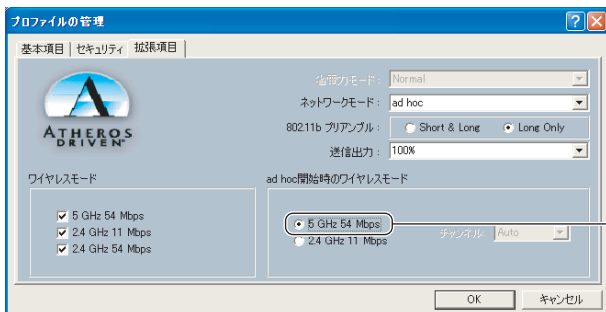 プロファイルの管理
基本項目 セキュリティ 拡張項目
省電力モード: Normal
ネットワークモード: ad hoc
802.11b プリアンブル: Short & Long Long Only
送信出力: 100%
ATHEROS
DRIVEN
ワイヤレスモード
5 GHz 54 Mbps
2.4 GHz 11 Mbps
2.4 GHz 54 Mbps
ad hoc開始時のワイヤレスモード
5 GHz 54 Mbps
2.4 GHz 11 Mbps
チャンネル: Auto
OK キャンセル